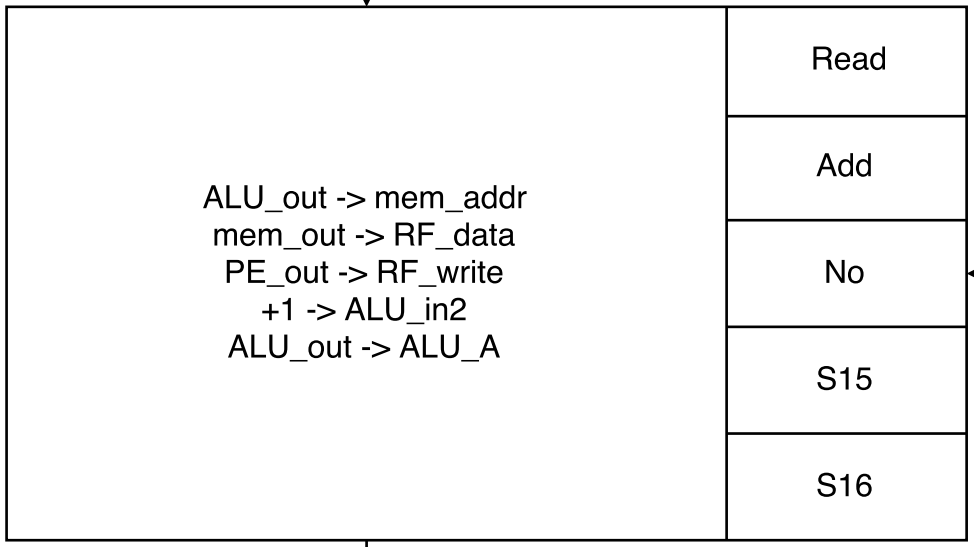 ALU_out -> mem_addr
mem_out -> RF_data
PE_out -> RF_write
+1 -> ALU_in2
ALU_out -> ALU_A
Read
Add
No
S15
S16